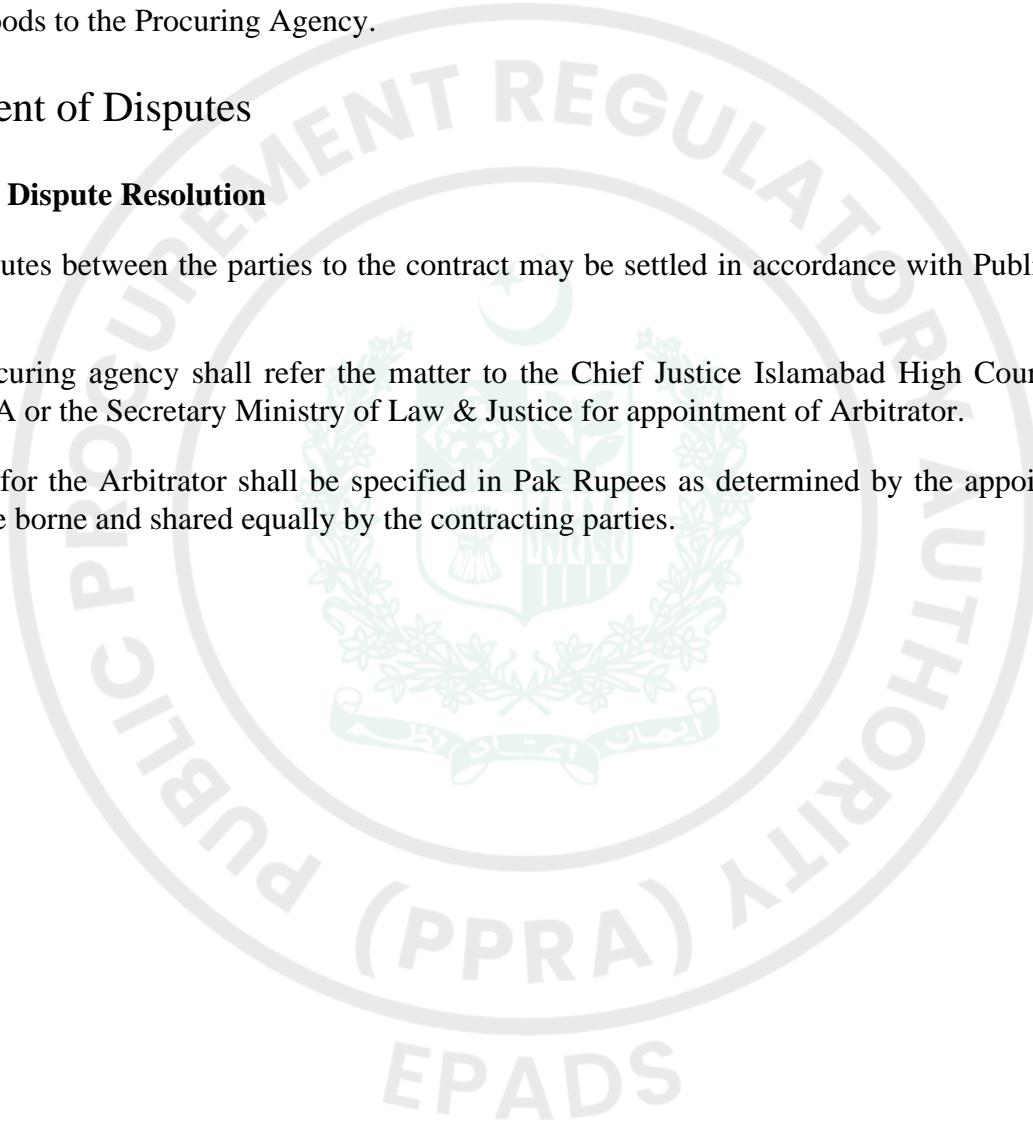 oods to the Procuring Agency.
ent of Disputes
Dispute Resolution
utes between the parties to the contract may be settled in accordance with Publi
curing agency shall refer the matter to the Chief Justice Islamabad High Cour
A or the Secretary Ministry of Law & Justice for appointment of Arbitrator.
for the Arbitrator shall be specified in Pak Rupees as determined by the appoi
e borne and shared equally by the contracting parties.
PUBLIC PROCUREMENT REGULATORY AUTHORITY
(PPRA)
EPADS